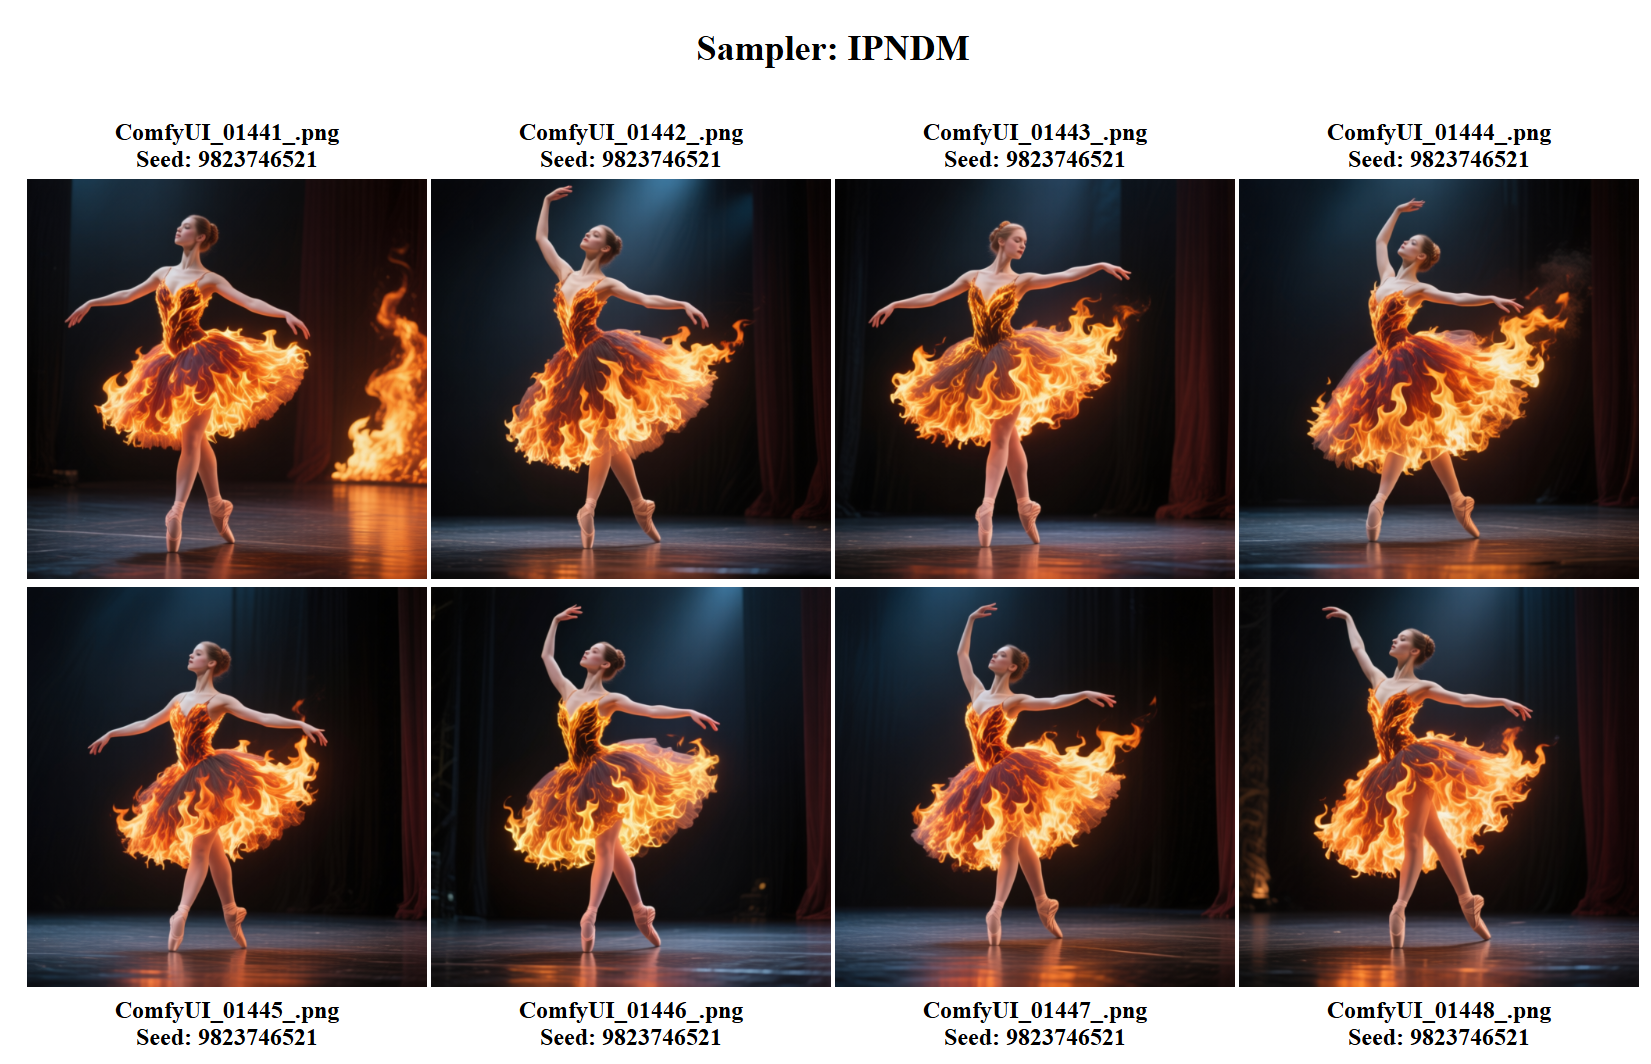 Sampler: IPNDM
ComfyUI_01441_.png
Seed: 9823746521
ComfyUI_01442_.png
Seed: 9823746521
ComfyUI_01443_.png
Seed: 9823746521
ComfyUI_01444_.png
Seed: 9823746521
ComfyUI_01445_.png
Seed: 9823746521
ComfyUI_01446_.png
Seed: 9823746521
ComfyUI_01447_.png
Seed: 9823746521
ComfyUI_01448_.png
Seed: 9823746521